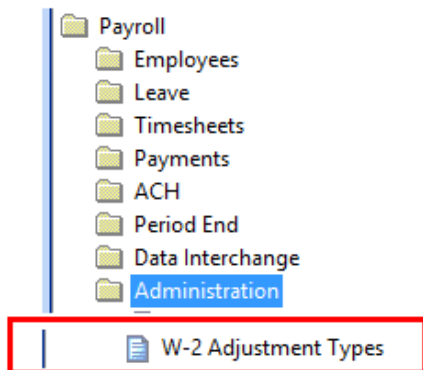 Payroll
Employees
Leave
Timesheets
Payments
ACH
Period End
Data Interchange
Administration
W-2 Adjustment Types